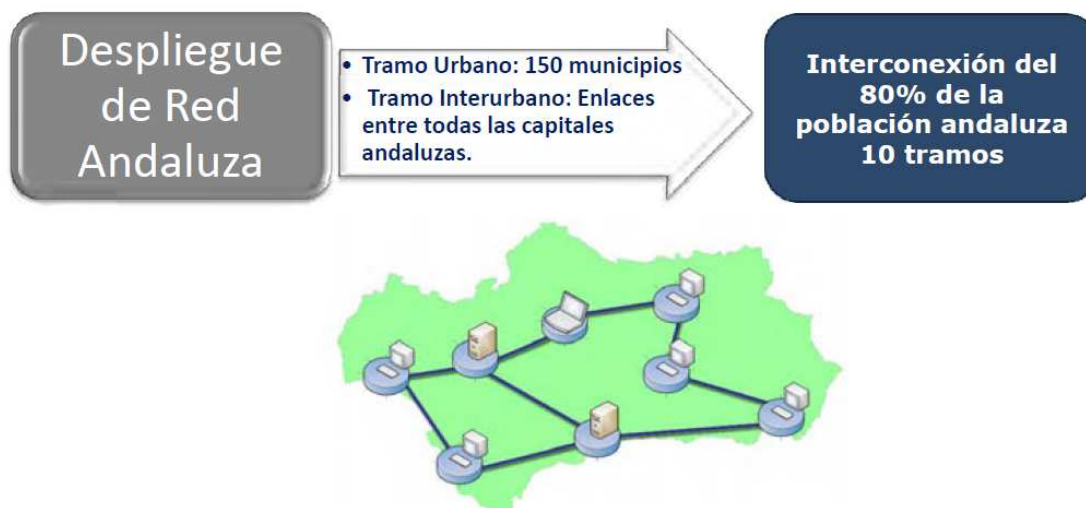 Despliegue
de Red
Andaluza
• Tramo Urbano: 150 municipios
• Tramo Interurbano: Enlaces
entre todas las capitales
andaluzas.
Interconexión del
80% de la
población andaluza
10 tramos